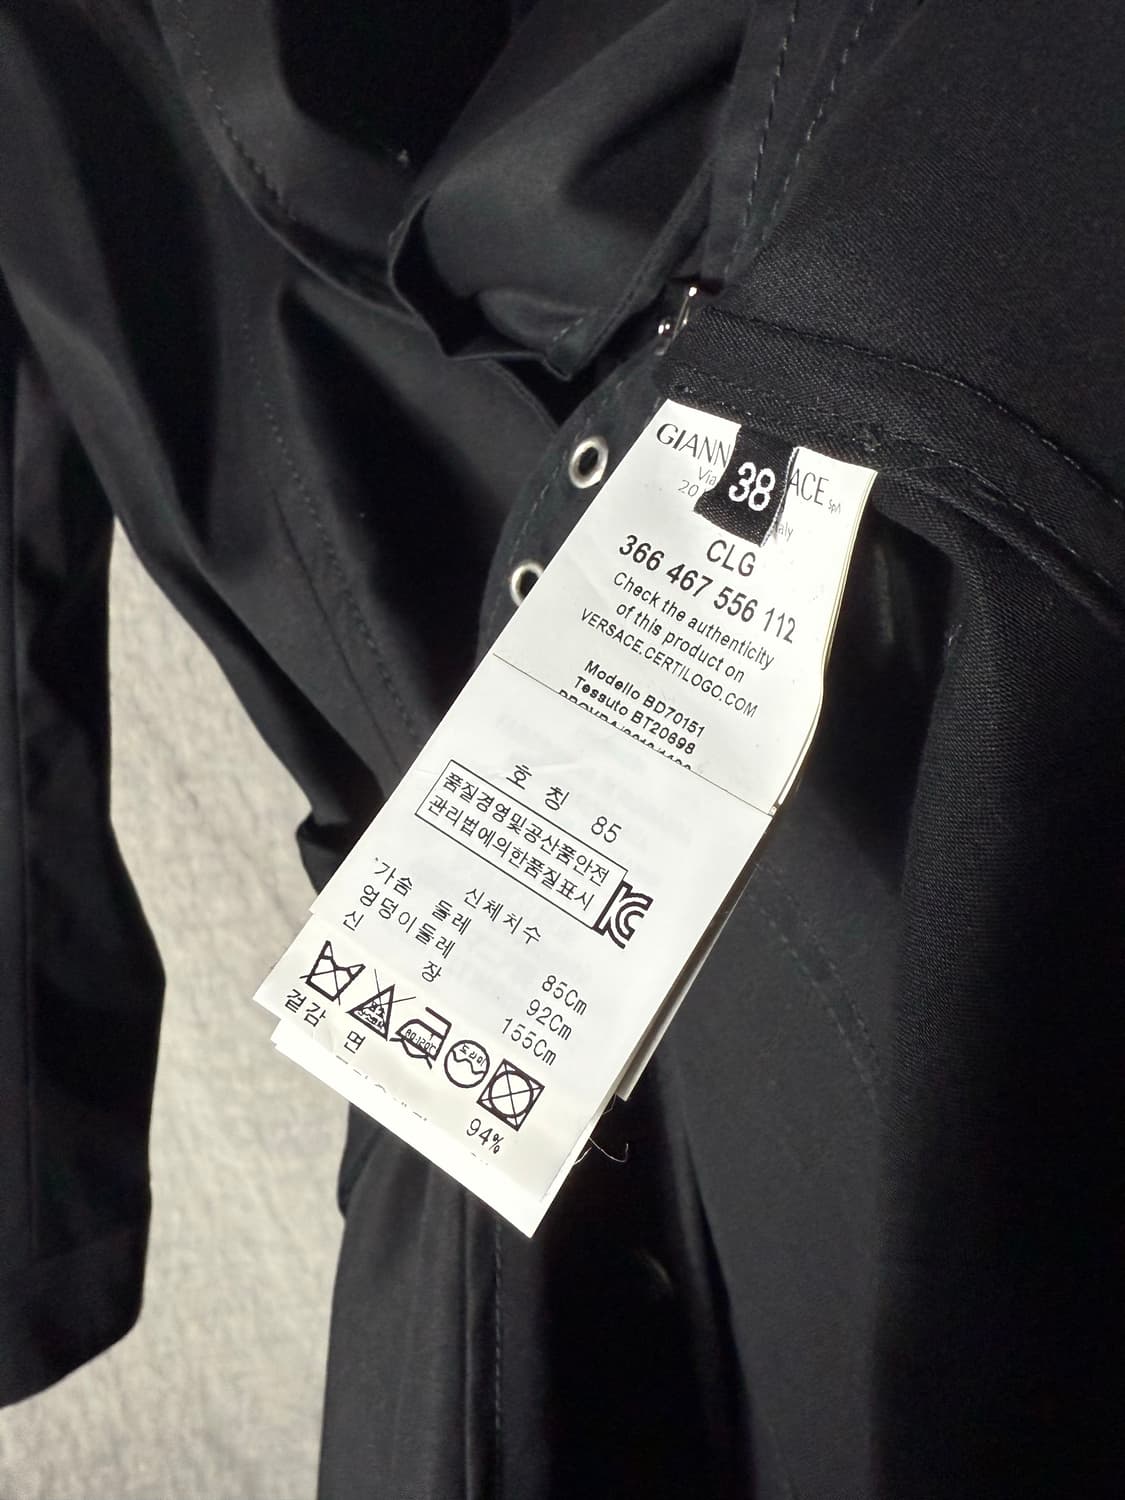 GIANN
ACE SpA
Via
20
aly
38
CLG
366 467 556 112
Check the authenticity
of this product on
VERSACE.CERTILOGO.COM
Modello BD70151
Tessuto BT20698
호 칭 85
품질경영및공산품안전
관리법에의한품질표시
신체치수
가슴 둘레 85Cm
엉덩이둘레 92Cm
신 장 155Cm
80-120℃
겉감 면 94%